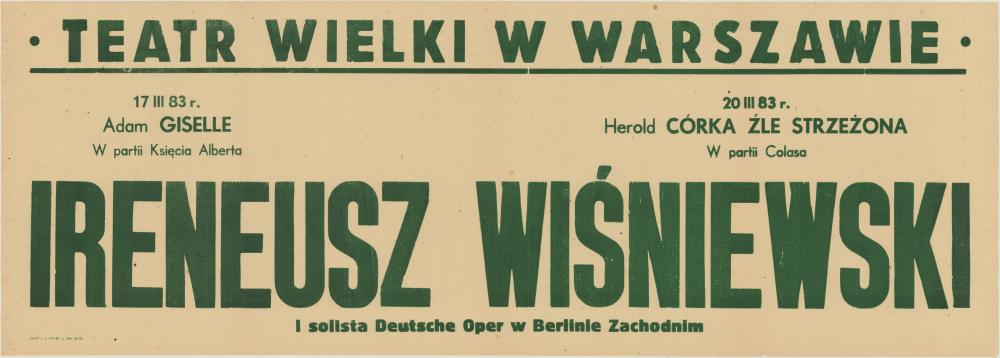 • TEATR WIELKI W WARSZAWIE •
17 III 83 r.
Adam GISELLE
W partii Księcia Alberta
20 III 83 r.
Herold CÓRKA ŹLE STRZEŻONA
W partii Colasa
IRENEUSZ WIŚNIEWSKI
I solista Deutsche Oper w Berlinie Zachodnim